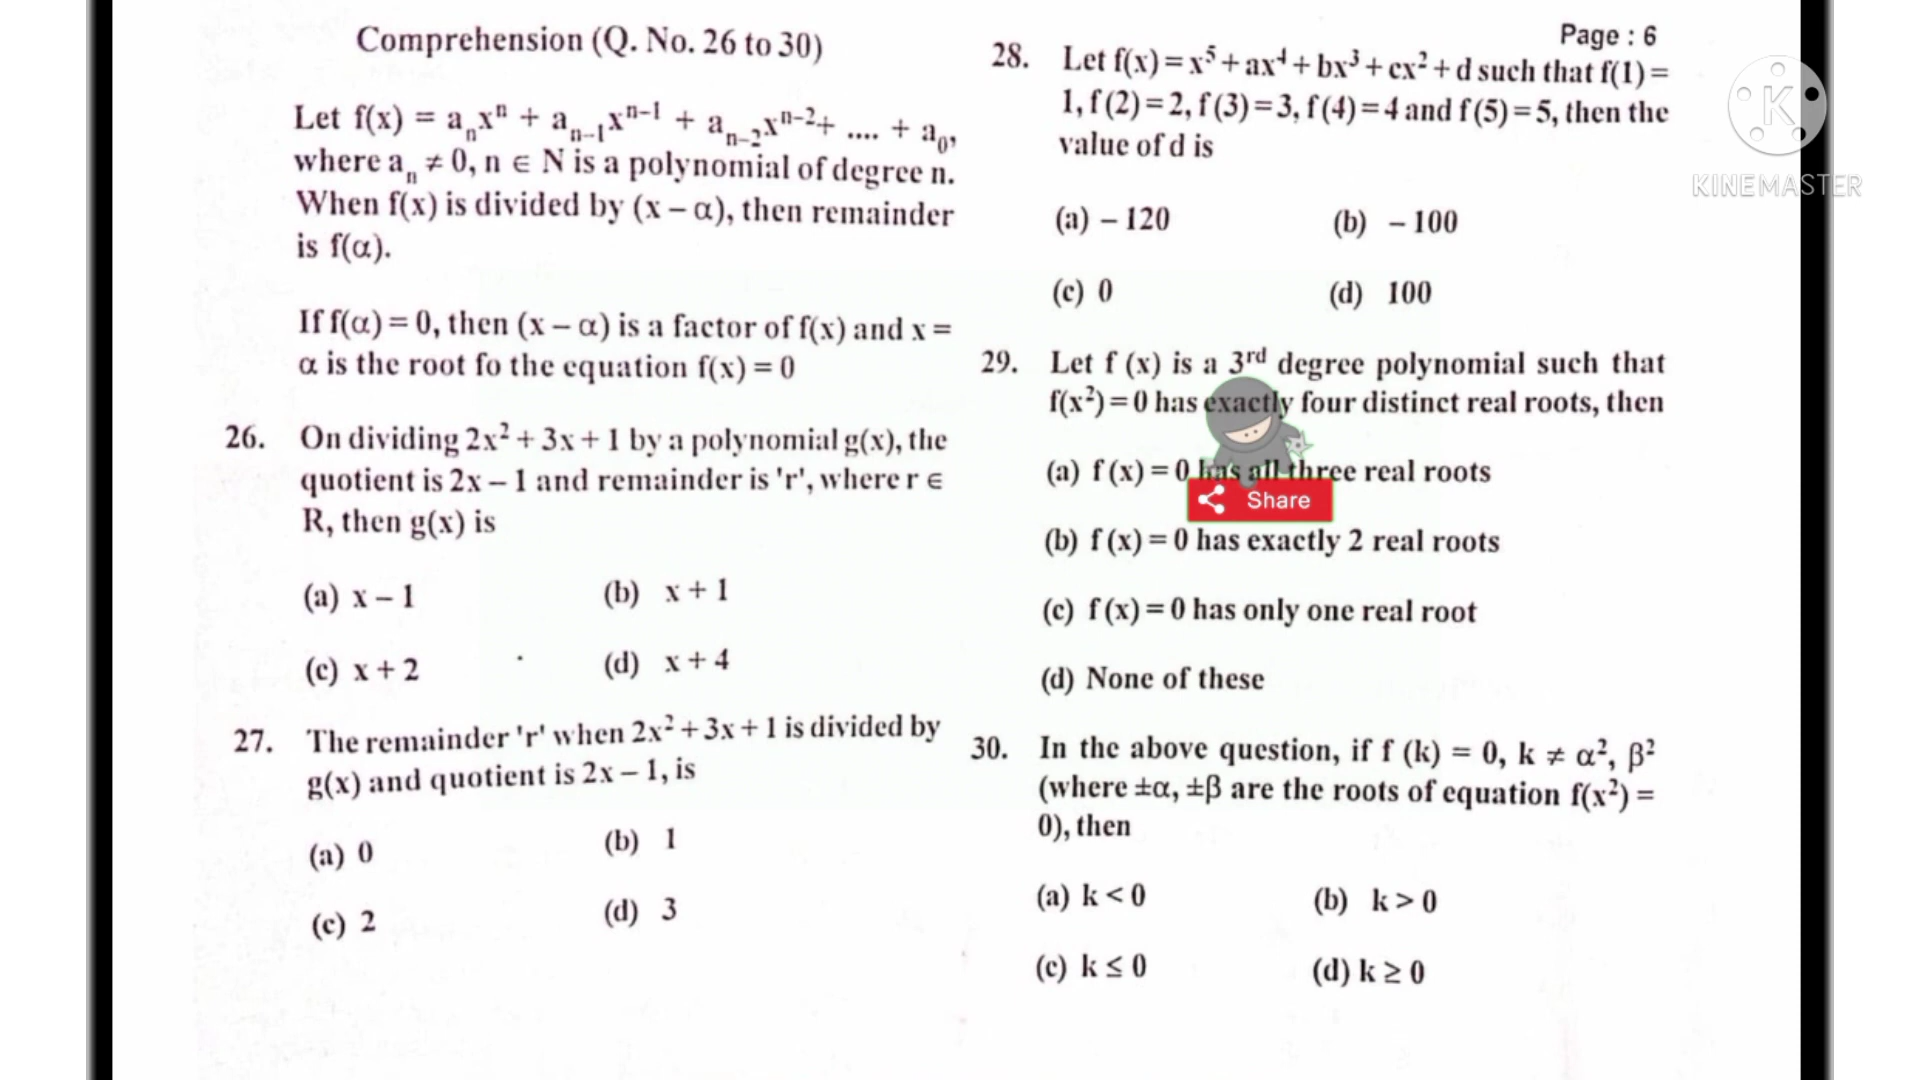 Comprehension (Q. No. 26 to 30)
Let f(x) = aₙxⁿ + aₙ₋₁xⁿ⁻¹ + aₙ₋₂xⁿ⁻²+ .... + a₀,
where aₙ ≠ 0, n ∈ N is a polynomial of degree n.
When f(x) is divided by (x – α), then remainder
is f(α).
If f(α) = 0, then (x – α) is a factor of f(x) and x =
α is the root fo the equation f(x) = 0
26. On dividing 2x² + 3x + 1 by a polynomial g(x), the
quotient is 2x – 1 and remainder is 'r', where r ∈
R, then g(x) is
(a) x – 1 (b) x + 1
(c) x + 2 (d) x + 4
27. The remainder 'r' when 2x² + 3x + 1 is divided by
g(x) and quotient is 2x – 1, is
(a) 0 (b) 1
(c) 2 (d) 3
Page : 6
28. Let f(x) = x⁵ + ax⁴ + bx³ + cx² + d such that f(1) =
1, f (2) = 2, f (3) = 3, f (4) = 4 and f (5) = 5, then the
value of d is
(a) – 120 (b) – 100
(c) 0 (d) 100
29. Let f (x) is a 3rd degree polynomial such that
f(x²) = 0 has exactly four distinct real roots, then
(a) f (x) = 0 has all three real roots
(b) f (x) = 0 has exactly 2 real roots
(c) f (x) = 0 has only one real root
(d) None of these
30. In the above question, if f (k) = 0, k ≠ α², β²
(where ±α, ±β are the roots of equation f(x²) =
0), then
(a) k < 0 (b) k > 0
(c) k ≤ 0 (d) k ≥ 0
K
KINEMASTER
Share